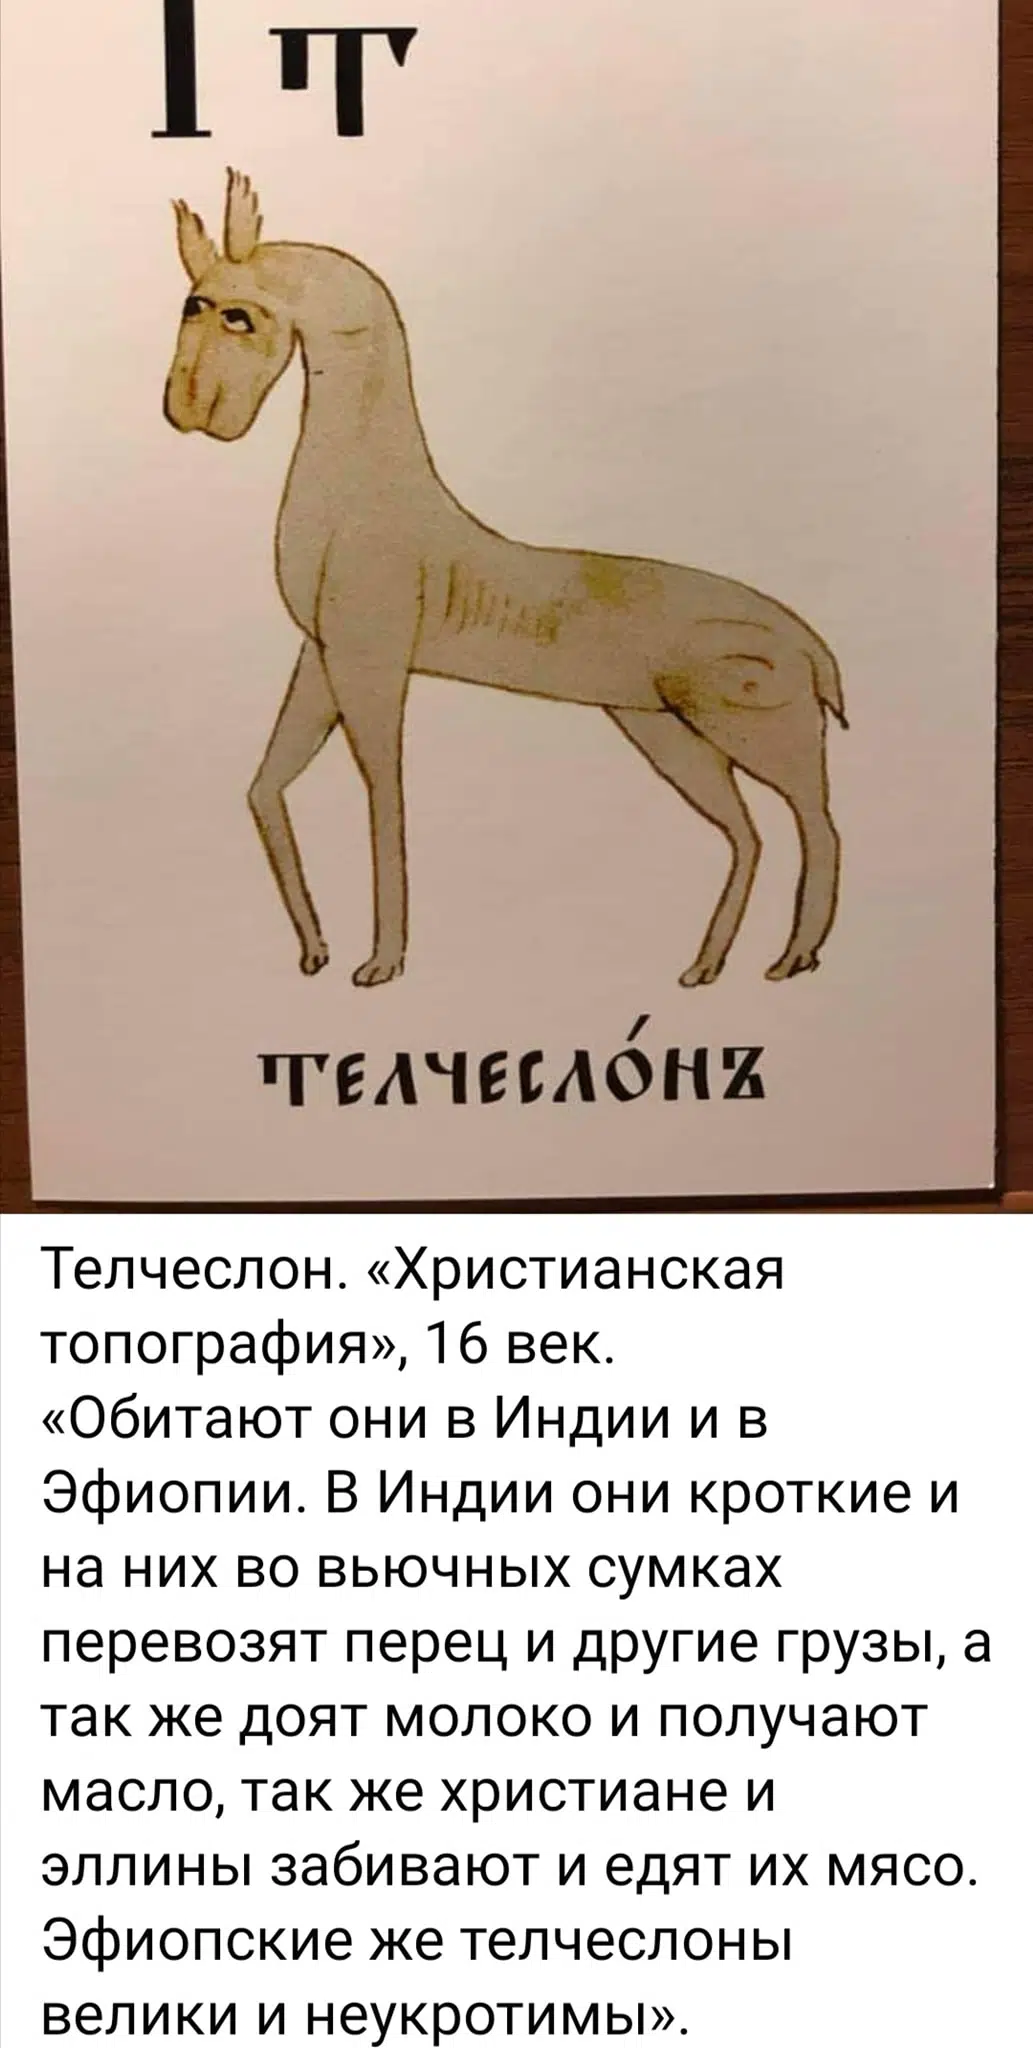 Т т
телчесло́нъ
Телчеслон. «Христианская
топография», 16 век.
«Обитают они в Индии и в
Эфиопии. В Индии они кроткие и
на них во вьючных сумках
перевозят перец и другие грузы, а
так же доят молоко и получают
масло, так же христиане и
эллины забивают и едят их мясо.
Эфиопские же телчеслоны
велики и неукротимы».